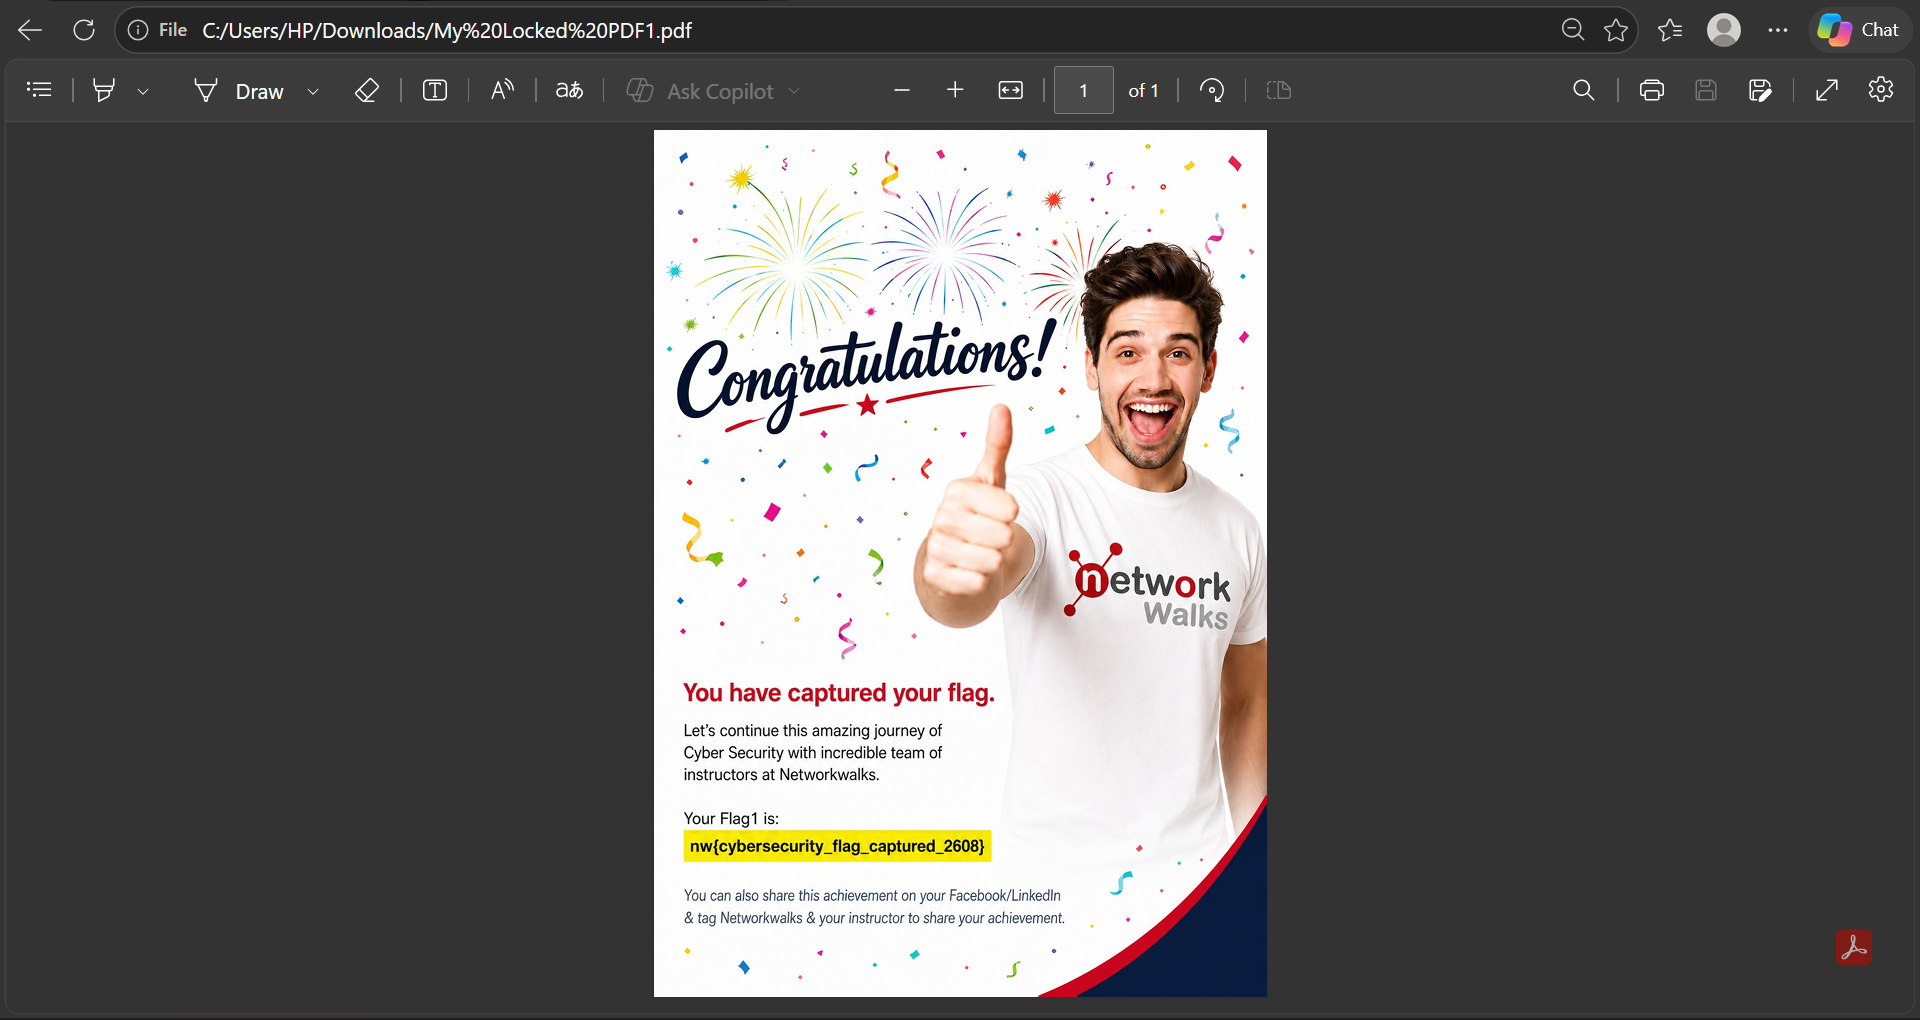 File C:/Users/HP/Downloads/My%20Locked%20PDF1.pdf
Chat
Draw
T
A
aあ
Ask Copilot
1 of 1
Congratulations!
network
Walks
You have captured your flag.
Let's continue this amazing journey of
Cyber Security with incredible team of
instructors at Networkwalks.
Your Flag1 is:
nw{cybersecurity_flag_captured_2608}
You can also share this achievement on your Facebook/LinkedIn
& tag Networkwalks & your instructor to share your achievement.